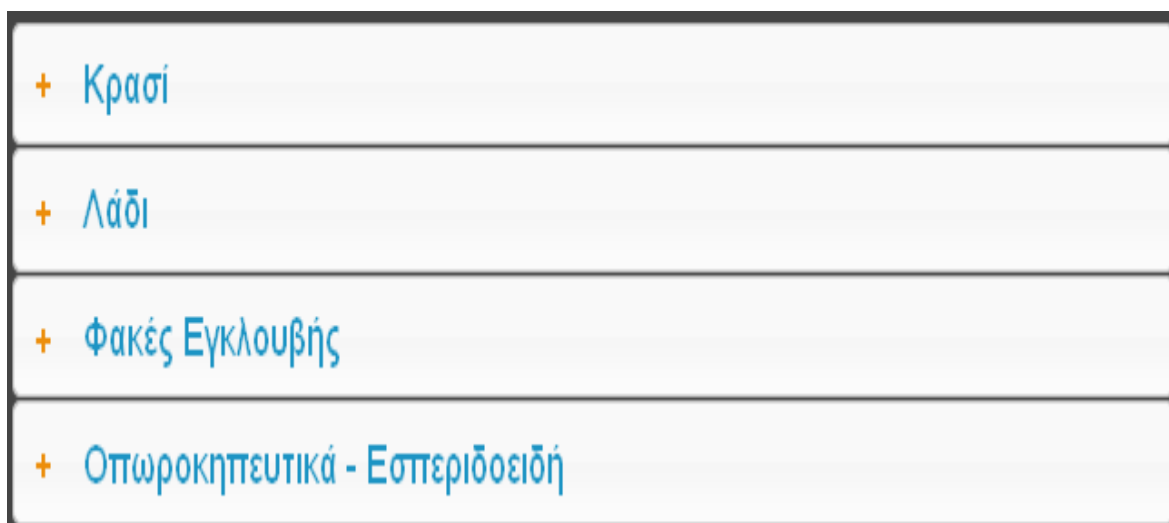 + Κρασί
+ Λάδι
+ Φακές Εγκλουβής
+ Οπωροκηπευτικά - Εσπεριδοειδή